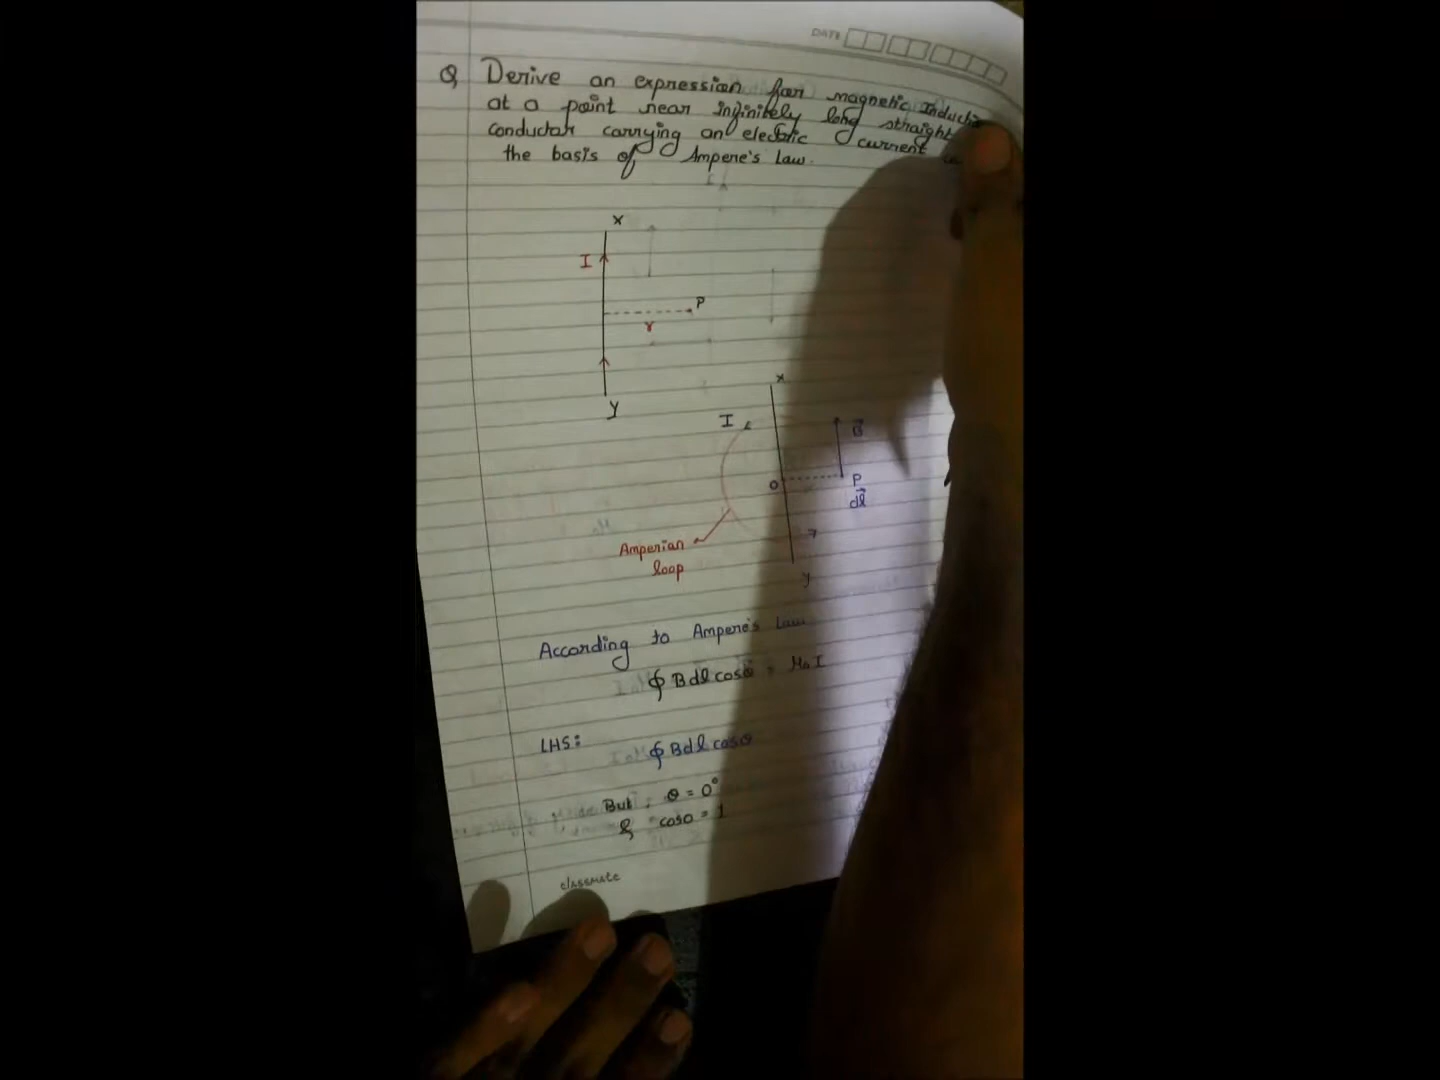 DATE
Q Derive an expression for magnetic Inductio
at a point near infinitely long straight
conductor carrying an electric current
the basis of Ampere's Law.
X
I
P
r
y
X
I
B
O
P
dl
y
Amperian
loop
According to Ampere's Law
∮ Bdl cosθ = μ₀I
LHS: ∮ Bdl cosθ
But, θ = 0°
& cos0 = 1
classmate